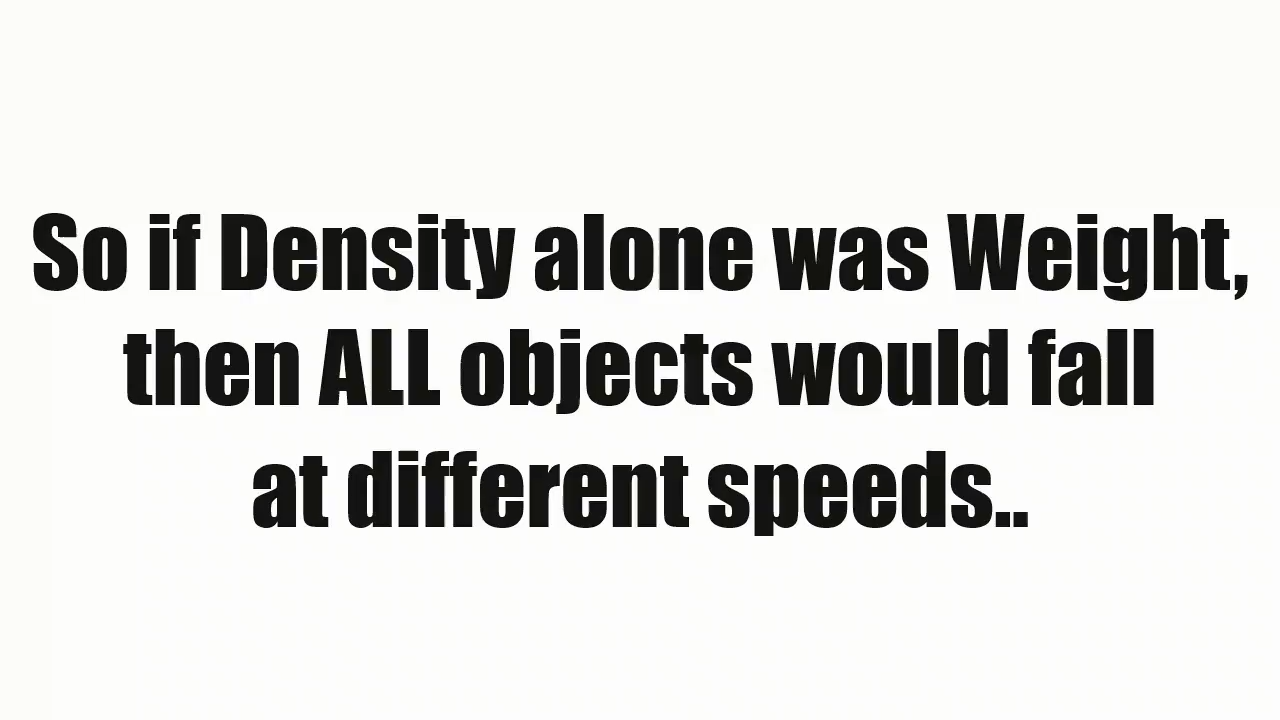 So if Density alone was Weight,
then ALL objects would fall
at different speeds..